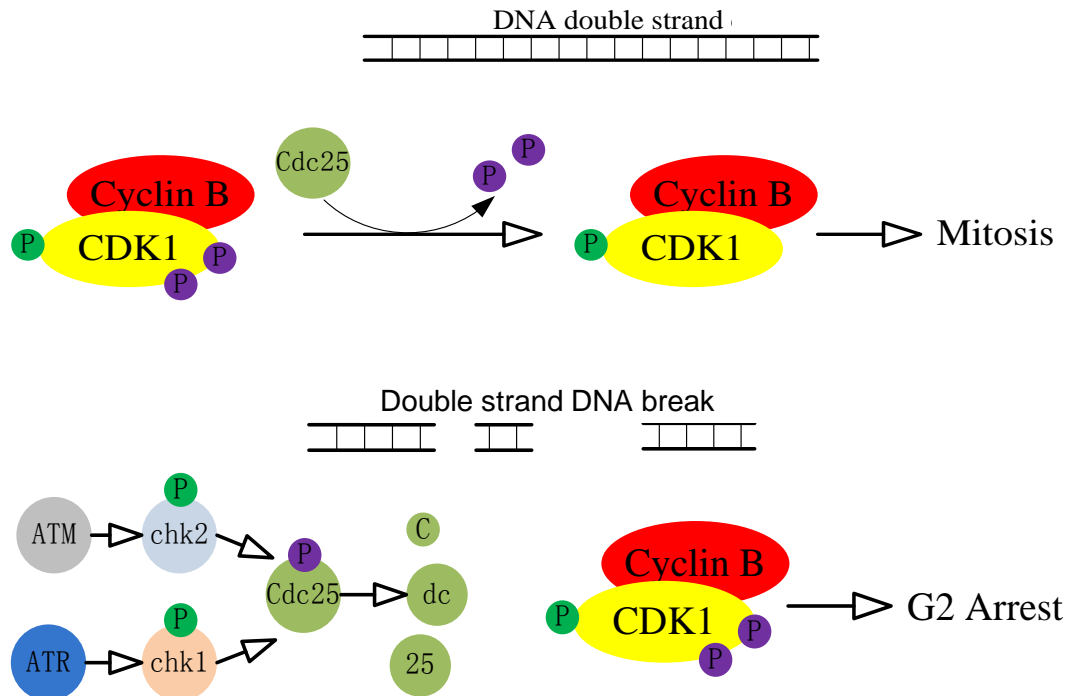 DNA double strand
Cdc25
P
P
Cyclin B
CDK1
P
P
P
Cyclin B
CDK1
P
Mitosis
Double strand DNA break
P
ATM
chk2
P
Cdc25
C
dc
25
P
ATR
chk1
Cyclin B
CDK1
P
P
P
G2 Arrest